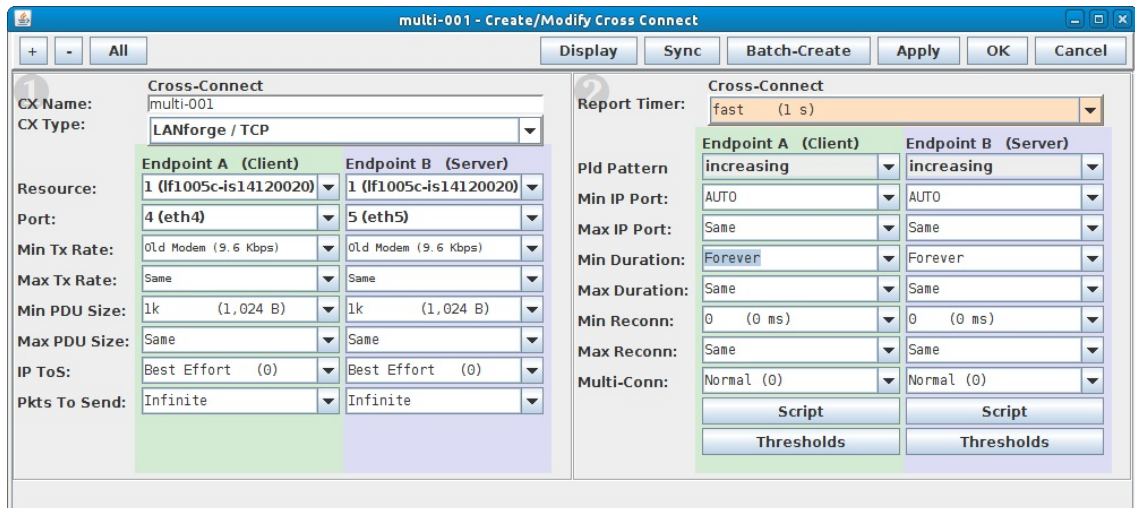 multi-001 - Create/Modify Cross Connect
+ - All Display Sync Batch-Create Apply OK Cancel
1
Cross-Connect
CX Name: multi-001
CX Type: LANforge / TCP
Endpoint A (Client) Endpoint B (Server)
Resource: 1 (lf1005c-is14120020) 1 (lf1005c-is14120020)
Port: 4 (eth4) 5 (eth5)
Min Tx Rate: Old Modem (9.6 Kbps) Old Modem (9.6 Kbps)
Max Tx Rate: Same Same
Min PDU Size: 1k (1,024 B) 1k (1,024 B)
Max PDU Size: Same Same
IP ToS: Best Effort (0) Best Effort (0)
Pkts To Send: Infinite Infinite
2
Cross-Connect
Report Timer: fast (1 s)
Endpoint A (Client) Endpoint B (Server)
Pld Pattern increasing increasing
Min IP Port: AUTO AUTO
Max IP Port: Same Same
Min Duration: Forever Forever
Max Duration: Same Same
Min Reconn: 0 (0 ms) 0 (0 ms)
Max Reconn: Same Same
Multi-Conn: Normal (0) Normal (0)
Script Script
Thresholds Thresholds